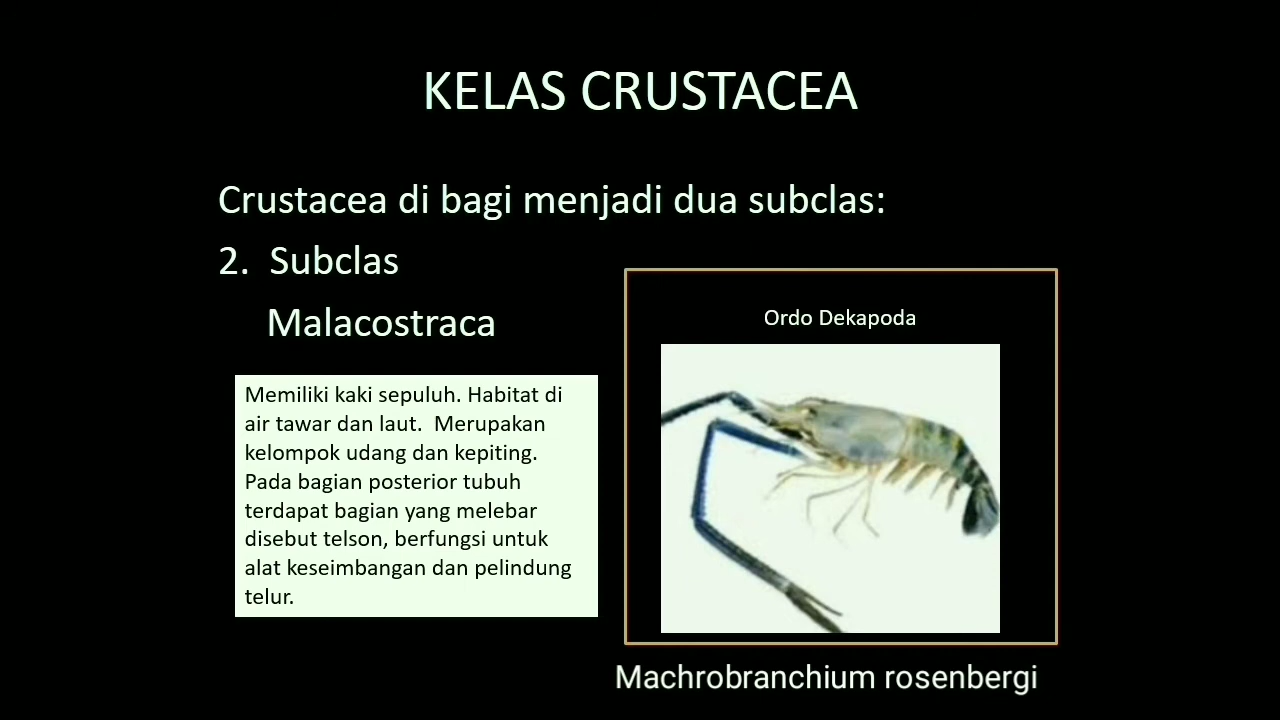 KELAS CRUSTACEA
Crustacea di bagi menjadi dua subclas:
2. Subclas
Malacostraca
Memiliki kaki sepuluh. Habitat di
air tawar dan laut. Merupakan
kelompok udang dan kepiting.
Pada bagian posterior tubuh
terdapat bagian yang melebar
disebut telson, berfungsi untuk
alat keseimbangan dan pelindung
telur.
Ordo Dekapoda
Machrobranchium rosenbergi